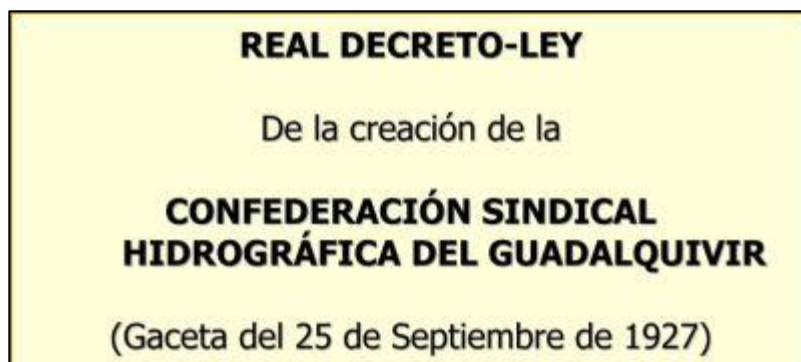 REAL DECRETO-LEY
De la creación de la
CONFEDERACIÓN SINDICAL
HIDROGRÁFICA DEL GUADALQUIVIR
(Gaceta del 25 de Septiembre de 1927)